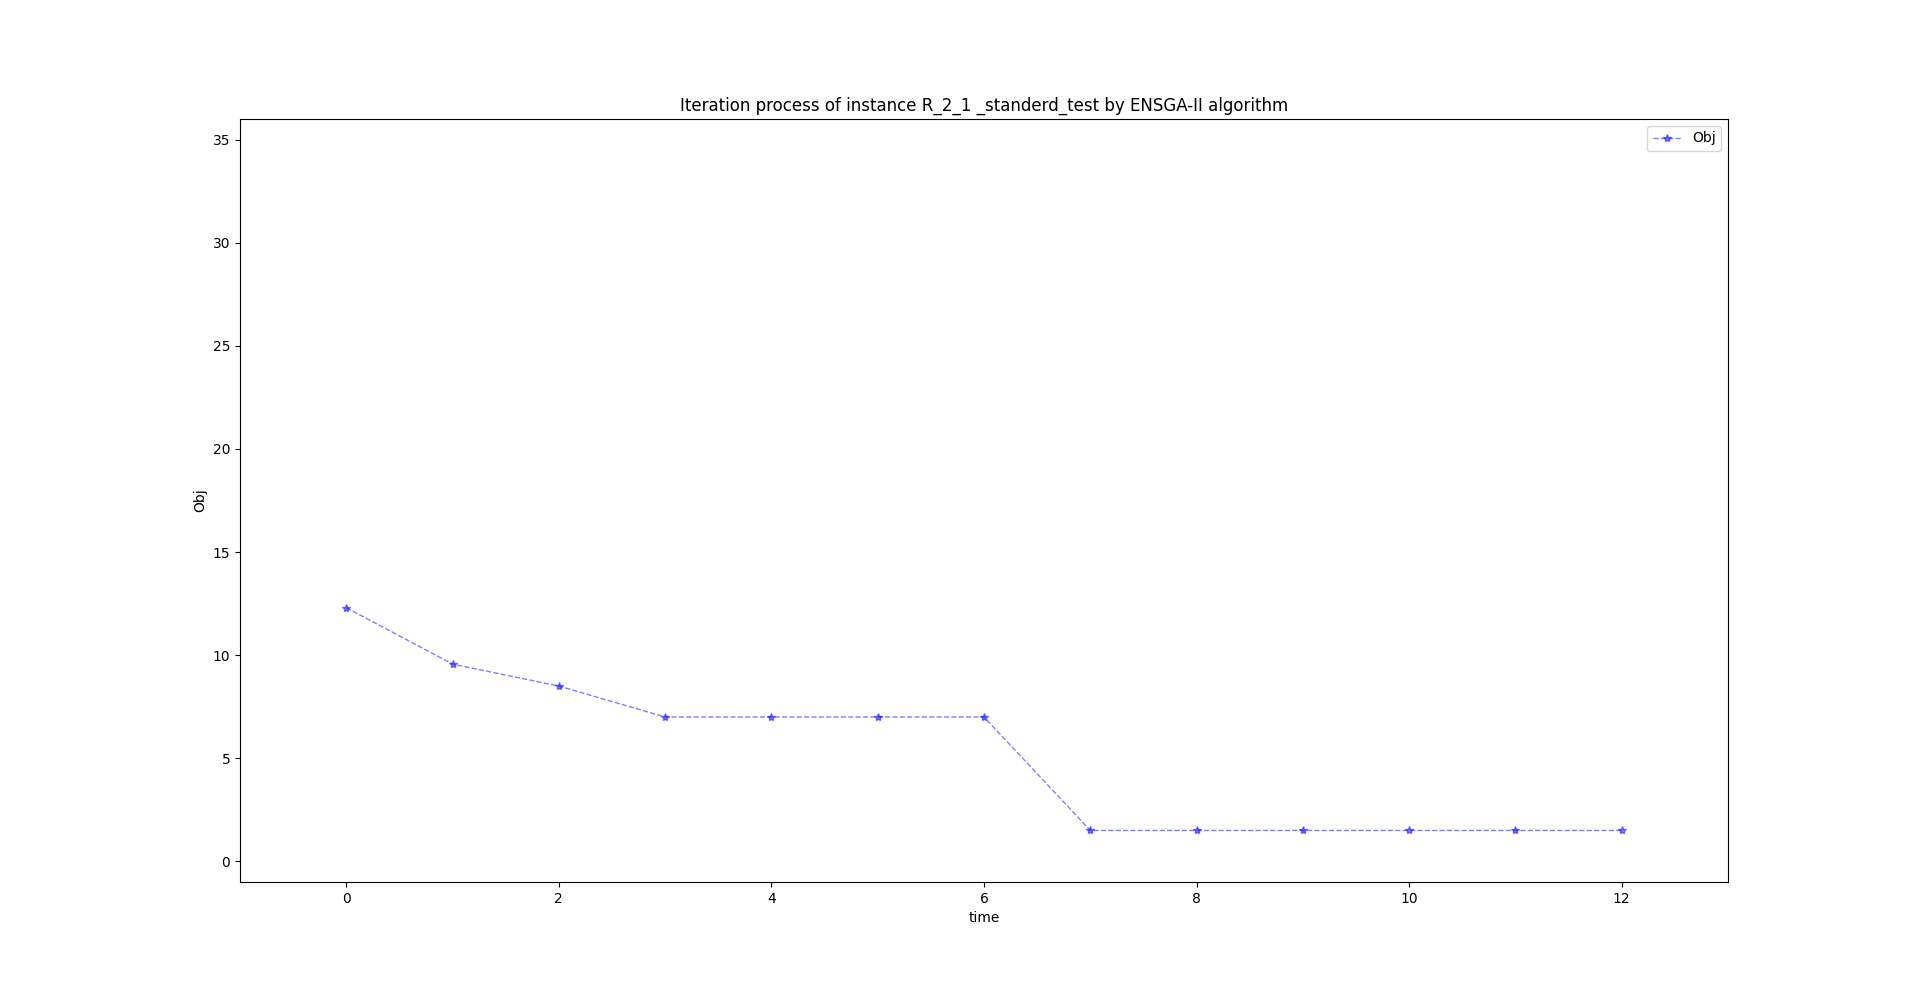 Iteration process of instance R_2_1 _standerd_test by ENSGA-II algorithm
Obj
35
30
25
20
15
10
5
0
Obj
0 2 4 6 8 10 12
time